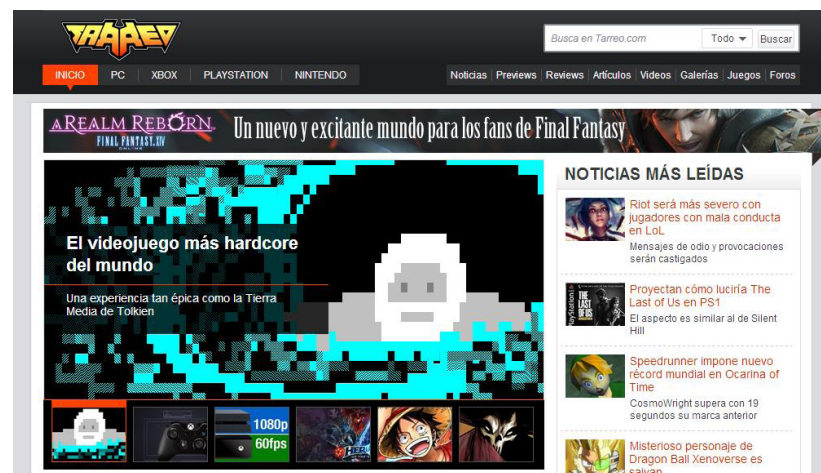 TARREO
Busca en Tarreo.com
Todo
Buscar
INICIO PC XBOX PLAYSTATION NINTENDO
Noticias Previews Reviews Artículos Videos Galerías Juegos Foros
A REALM REBORN
FINAL FANTASY XIV
ONLINE
Un nuevo y excitante mundo para los fans de Final Fantasy
El videojuego más hardcore
del mundo
Una experiencia tan épica como la Tierra
Media de Tolkien
1080p
60fps
NOTICIAS MÁS LEÍDAS
Riot será más severo con
jugadores con mala conducta
en LoL
Mensajes de odio y provocaciones
serán castigados
PlayStation
THE
LAST
OF US
Proyectan cómo luciría The
Last of Us en PS1
El aspecto es similar al de Silent
Hill
Speedrunner impone nuevo
récord mundial en Ocarina of
Time
CosmoWright supera con 19
segundos su marca anterior
Misterioso personaje de
Dragon Ball Xenoverse es